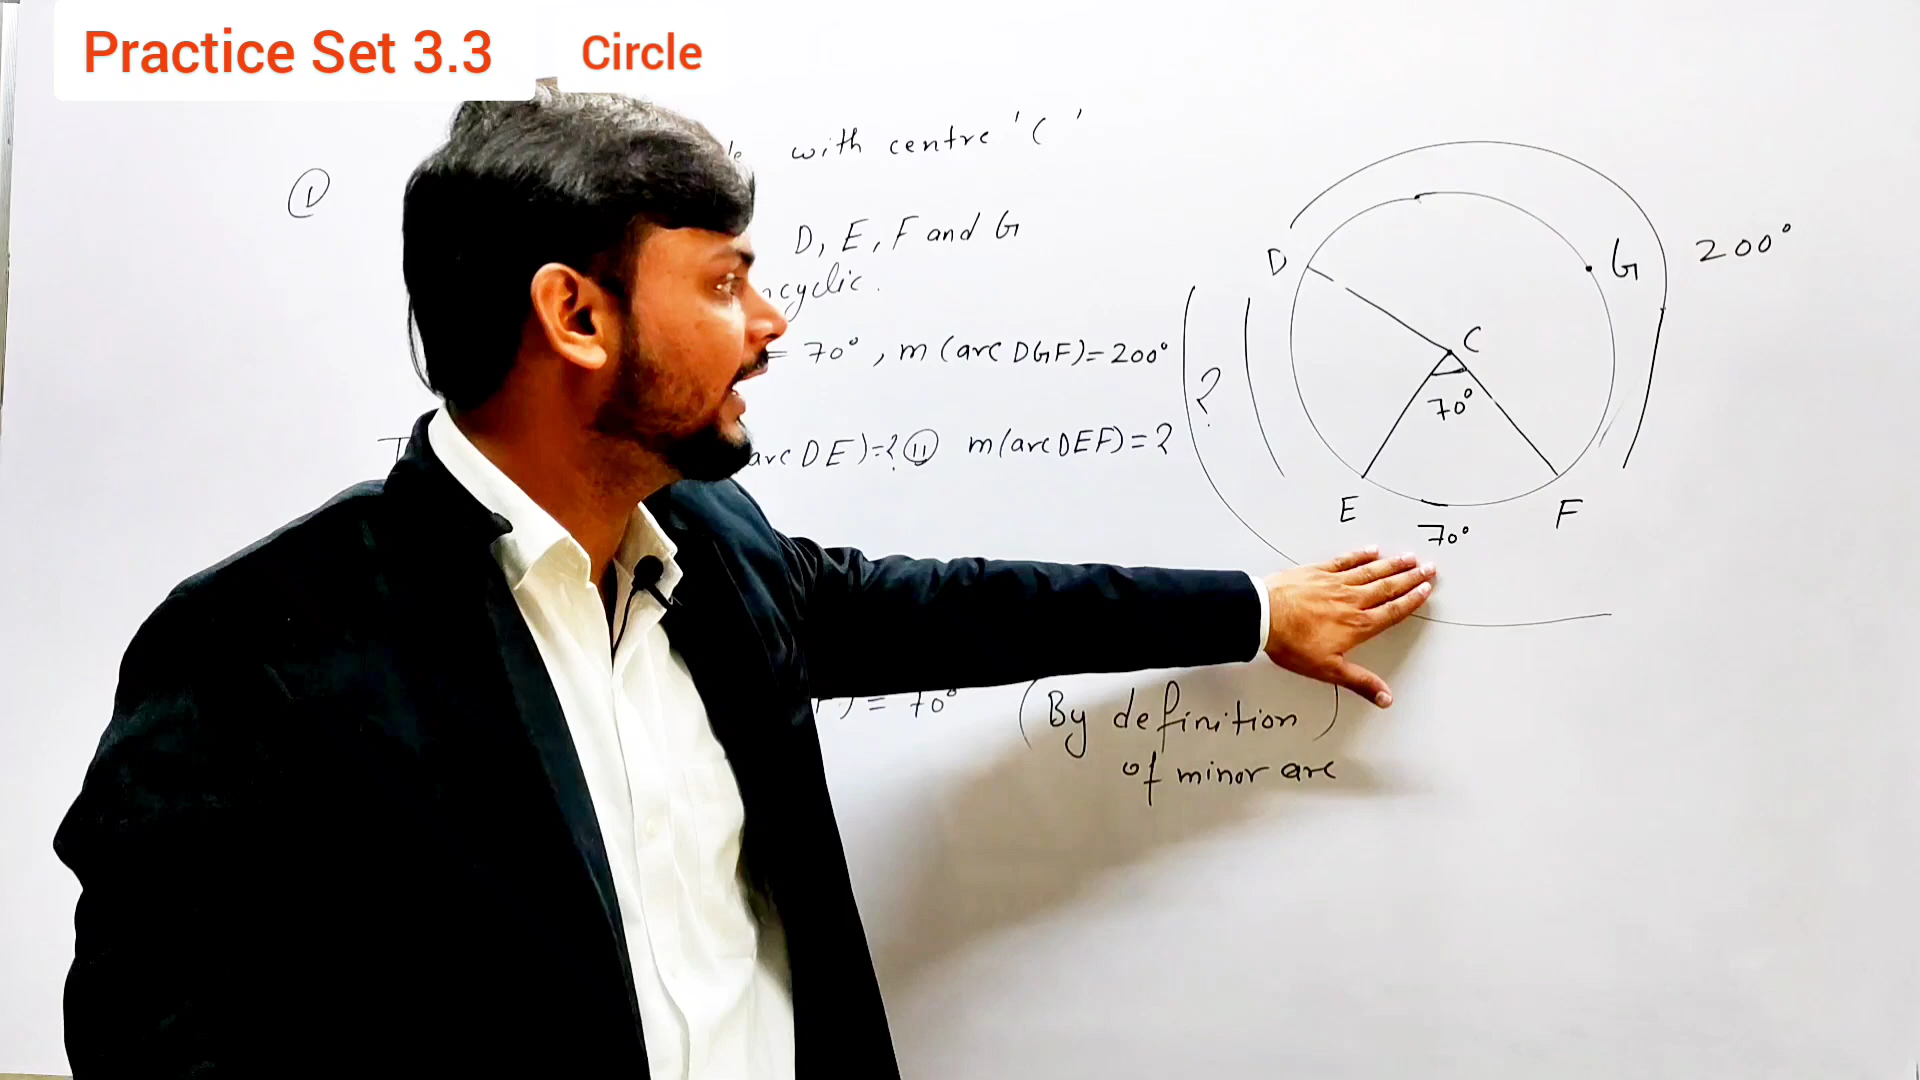 Practice Set 3.3 Circle
① with centre 'C'
D, E, F and G
ncyclic.
= 70°, m(arc DGF)=200°
arc DE)=? ⑪ m(arc DEF)=?
) = 70° (By definition)
of minor arc
D
G
200°
C
70°
?
E
F
70°